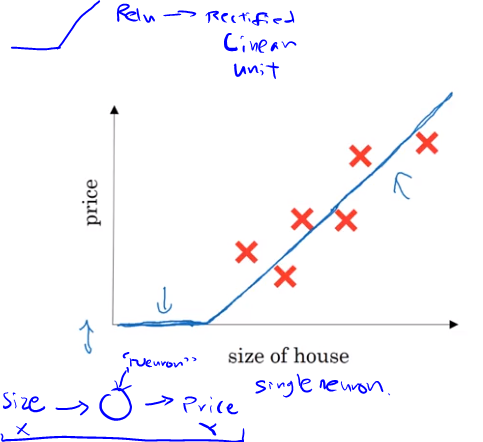 Relu → Rectified
Linear
unit
price
size of house
"neuron"
single neuron.
Size → O → Price
x y